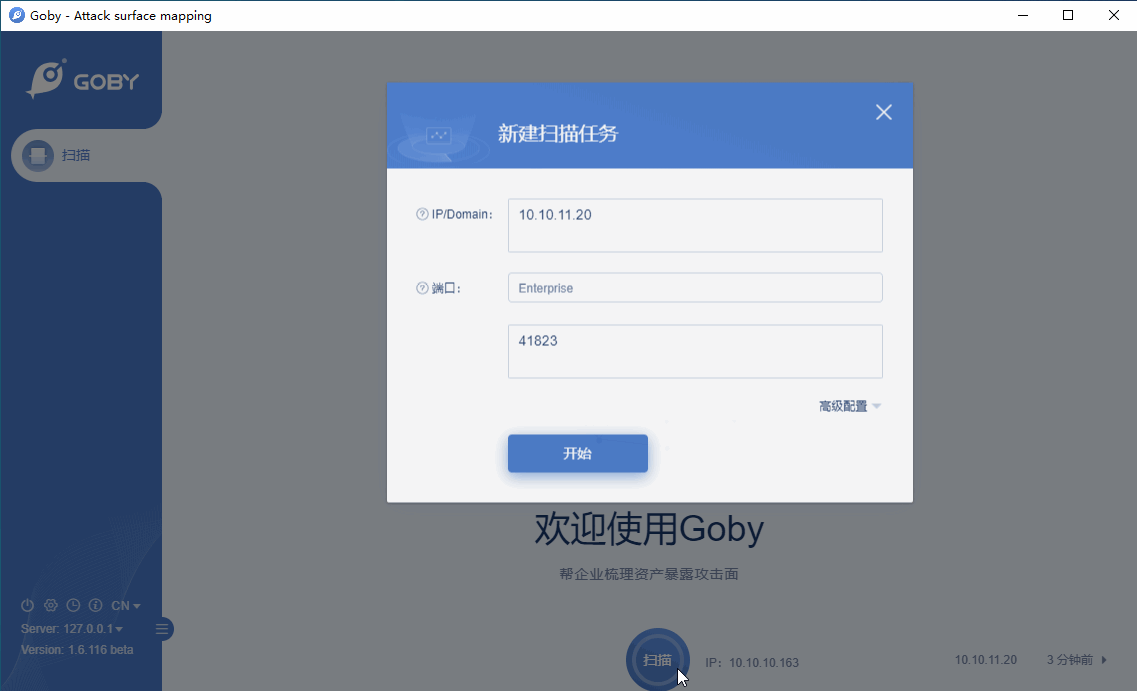 Goby - Attack surface mapping
GOBY
扫描
新建扫描任务
IP/Domain:
10.10.11.20
端口:
Enterprise
41823
高级配置
开始
欢迎使用Goby
帮企业梳理资产暴露攻击面
CN
Server: 127.0.0.1
Version: 1.6.116 beta
扫描
IP: 10.10.10.163
10.10.11.20 3 分钟前